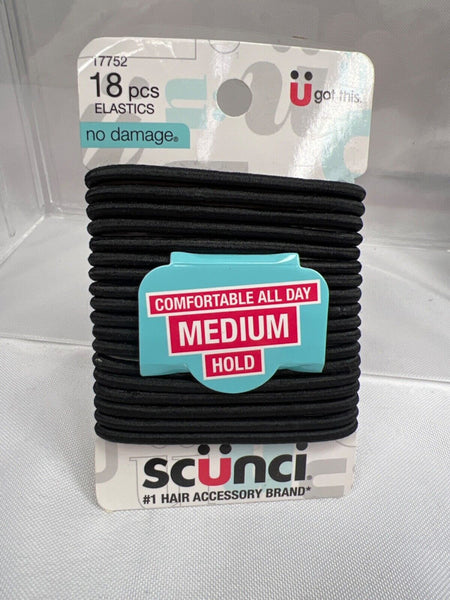 17752
18 pcs
ELASTICS
no damage®
Ü got this.
COMFORTABLE ALL DAY
MEDIUM
HOLD
scünci
#1 HAIR ACCESSORY BRAND*